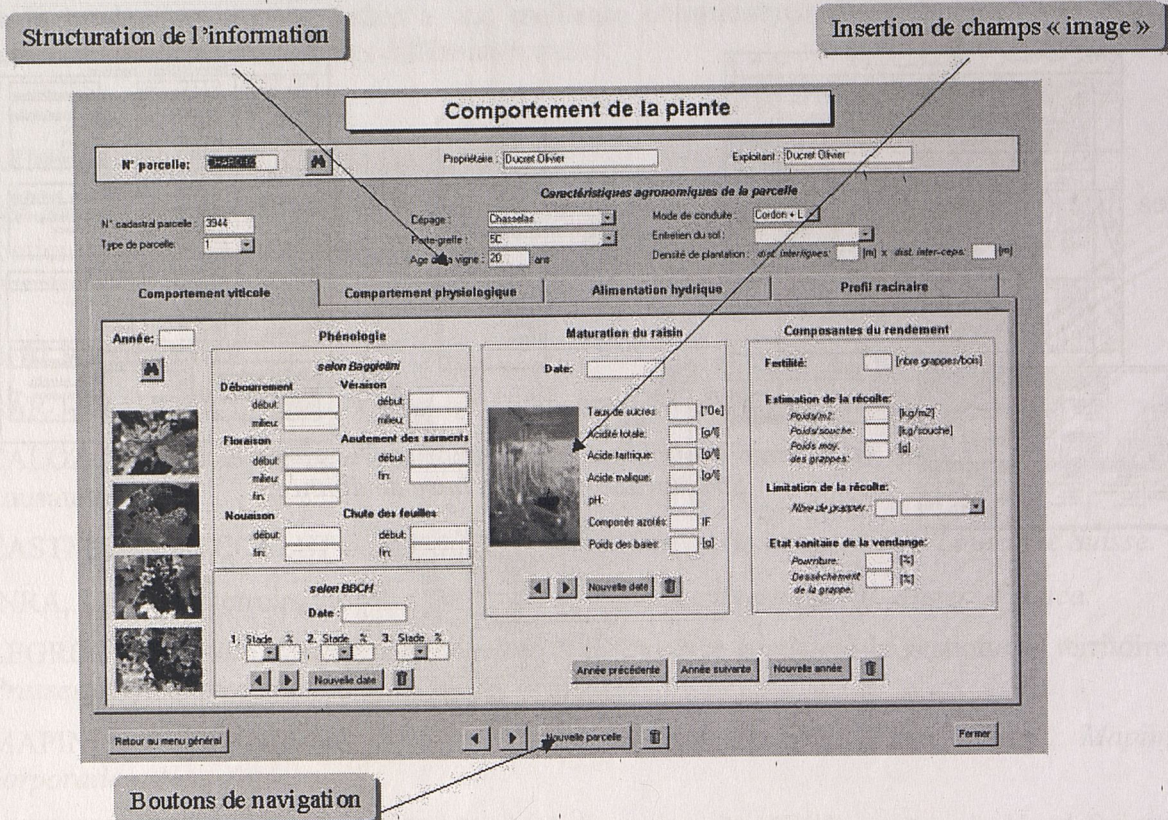 Structuration de l'information
Insertion de champs « image »
Comportement de la plante
N° parcelle:
Propriétaire : Ducret Olivier
Exploitant : Ducret Olivier
Caractéristiques agronomiques de la parcelle
N° cadastral parcelle : 3944
Type de parcelle: 1
Cépage : Chasselas
Porte-greffe : 5C
Age de la vigne : 20 ans
Mode de conduite : Cordon + L
Entretien du sol :
Densité de plantation : dist. interlignes: [m] x dist. inter-ceps: [m]
Comportement viticole
Comportement physiologique
Alimentation hydrique
Profil racinaire
Année:
Phénologie
selon Baggiolini
Débourrement
début:
milieu:
Véraison
début:
milieu:
Floraison
début:
milieu:
fin:
Aoutement des sarments
début:
fin:
Nouaison
début:
fin:
Chute des feuilles
début:
fin:
selon BBCH
Date :
1. Stade % 2. Stade % 3. Stade %
Nouvelle date
Maturation du raisin
Date:
Taux de sucres: [°Oe]
Acidité totale: [g/l]
Acide tartrique: [g/l]
Acide malique: [g/l]
pH:
Composés azotés: IF
Poids des baies: [g]
Nouvelle date
Composantes du rendement
Fertilité: [nbre grappes/bois]
Estimation de la récolte:
Poids/m2: [kg/m2]
Poids/souche: [kg/souche]
Poids moy. [g]
des grappes:
Limitation de la récolte:
Nbre de grappes :
Etat sanitaire de la vendange:
Pourriture: [%]
Dessèchement [%]
de la grappe:
Année précédente
Année suivante
Nouvelle année
Retour au menu général
Nouvelle parcelle
Fermer
Boutons de navigation